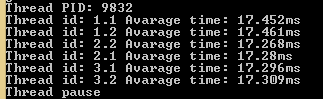 Thread PID: 9832
Thread id: 1.1 Avarage time: 17.452ms
Thread id: 1.2 Avarage time: 17.461ms
Thread id: 2.2 Avarage time: 17.268ms
Thread id: 2.1 Avarage time: 17.28ms
Thread id: 3.1 Avarage time: 17.296ms
Thread id: 3.2 Avarage time: 17.309ms
Thread pause